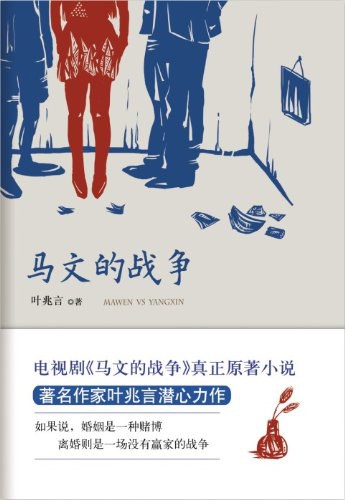 马文的战争
叶兆言 著
MAWEN VS YANGXIN
电视剧《马文的战争》真正原著小说
著名作家叶兆言潜心力作
如果说，婚姻是一种赌博
离婚则是一场没有赢家的战争